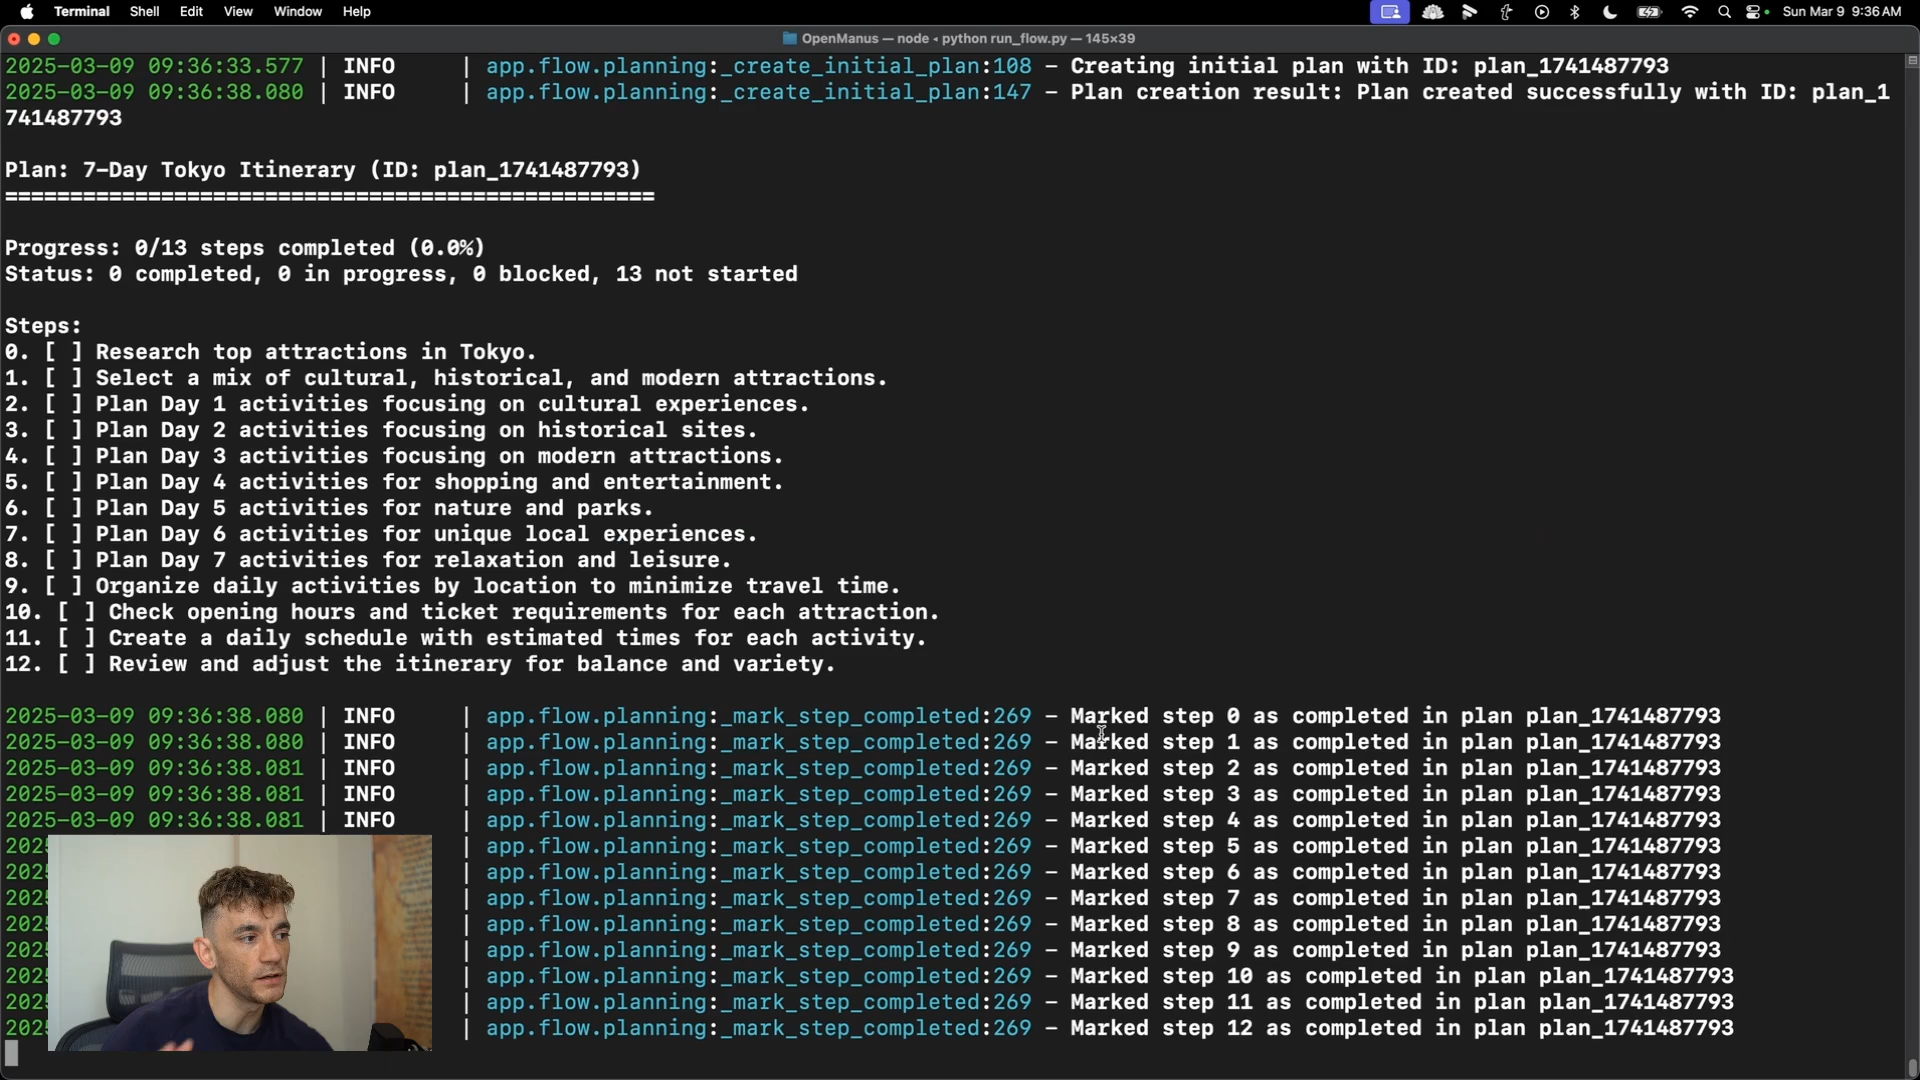 Terminal Shell Edit View Window Help Sun Mar 9 9:36 AM
OpenManus — node ◂ python run_flow.py — 145×39
2025-03-09 09:36:33.577 | INFO     | app.flow.planning:_create_initial_plan:108 - Creating initial plan with ID: plan_1741487793
2025-03-09 09:36:38.080 | INFO     | app.flow.planning:_create_initial_plan:147 - Plan creation result: Plan created successfully with ID: plan_1
741487793
Plan: 7-Day Tokyo Itinerary (ID: plan_1741487793)
==================================================
Progress: 0/13 steps completed (0.0%)
Status: 0 completed, 0 in progress, 0 blocked, 13 not started
Steps:
0. [ ] Research top attractions in Tokyo.
1. [ ] Select a mix of cultural, historical, and modern attractions.
2. [ ] Plan Day 1 activities focusing on cultural experiences.
3. [ ] Plan Day 2 activities focusing on historical sites.
4. [ ] Plan Day 3 activities focusing on modern attractions.
5. [ ] Plan Day 4 activities for shopping and entertainment.
6. [ ] Plan Day 5 activities for nature and parks.
7. [ ] Plan Day 6 activities for unique local experiences.
8. [ ] Plan Day 7 activities for relaxation and leisure.
9. [ ] Organize daily activities by location to minimize travel time.
10. [ ] Check opening hours and ticket requirements for each attraction.
11. [ ] Create a daily schedule with estimated times for each activity.
12. [ ] Review and adjust the itinerary for balance and variety.
2025-03-09 09:36:38.080 | INFO     | app.flow.planning:_mark_step_completed:269 - Marked step 0 as completed in plan plan_1741487793
2025-03-09 09:36:38.080 | INFO     | app.flow.planning:_mark_step_completed:269 - Marked step 1 as completed in plan plan_1741487793
2025-03-09 09:36:38.081 | INFO     | app.flow.planning:_mark_step_completed:269 - Marked step 2 as completed in plan plan_1741487793
2025-03-09 09:36:38.081 | INFO     | app.flow.planning:_mark_step_completed:269 - Marked step 3 as completed in plan plan_1741487793
2025-03-09 09:36:38.081 | INFO     | app.flow.planning:_mark_step_completed:269 - Marked step 4 as completed in plan plan_1741487793
202 | app.flow.planning:_mark_step_completed:269 - Marked step 5 as completed in plan plan_1741487793
202 | app.flow.planning:_mark_step_completed:269 - Marked step 6 as completed in plan plan_1741487793
202 | app.flow.planning:_mark_step_completed:269 - Marked step 7 as completed in plan plan_1741487793
202 | app.flow.planning:_mark_step_completed:269 - Marked step 8 as completed in plan plan_1741487793
202 | app.flow.planning:_mark_step_completed:269 - Marked step 9 as completed in plan plan_1741487793
202 | app.flow.planning:_mark_step_completed:269 - Marked step 10 as completed in plan plan_1741487793
202 | app.flow.planning:_mark_step_completed:269 - Marked step 11 as completed in plan plan_1741487793
202 | app.flow.planning:_mark_step_completed:269 - Marked step 12 as completed in plan plan_1741487793